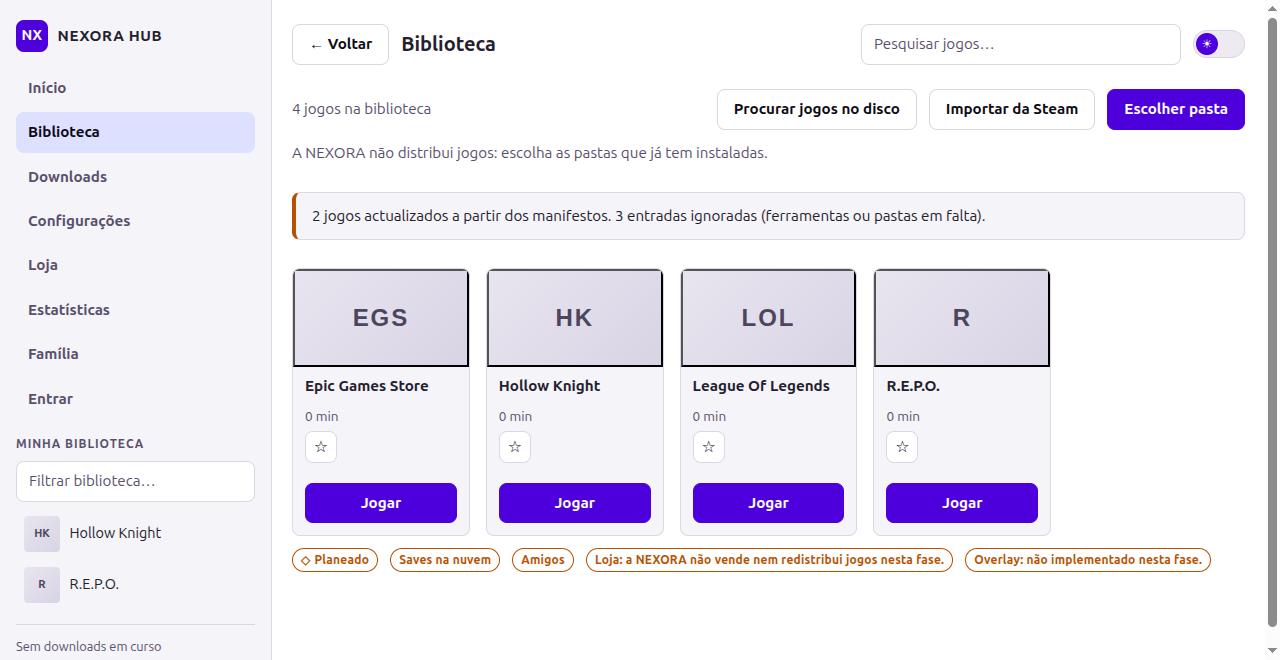 NX NEXORA HUB
Início
Biblioteca
Downloads
Configurações
Loja
Estatísticas
Família
Entrar
MINHA BIBLIOTECA
Filtrar biblioteca…
HK Hollow Knight
R R.E.P.O.
Sem downloads em curso
← Voltar Biblioteca Pesquisar jogos…
4 jogos na biblioteca Procurar jogos no disco Importar da Steam Escolher pasta
A NEXORA não distribui jogos: escolha as pastas que já tem instaladas.
2 jogos actualizados a partir dos manifestos. 3 entradas ignoradas (ferramentas ou pastas em falta).
EGS HK LOL R
Epic Games Store Hollow Knight League Of Legends R.E.P.O.
0 min 0 min 0 min 0 min
Jogar Jogar Jogar Jogar
◇ Planeado Saves na nuvem Amigos Loja: a NEXORA não vende nem redistribui jogos nesta fase. Overlay: não implementado nesta fase.